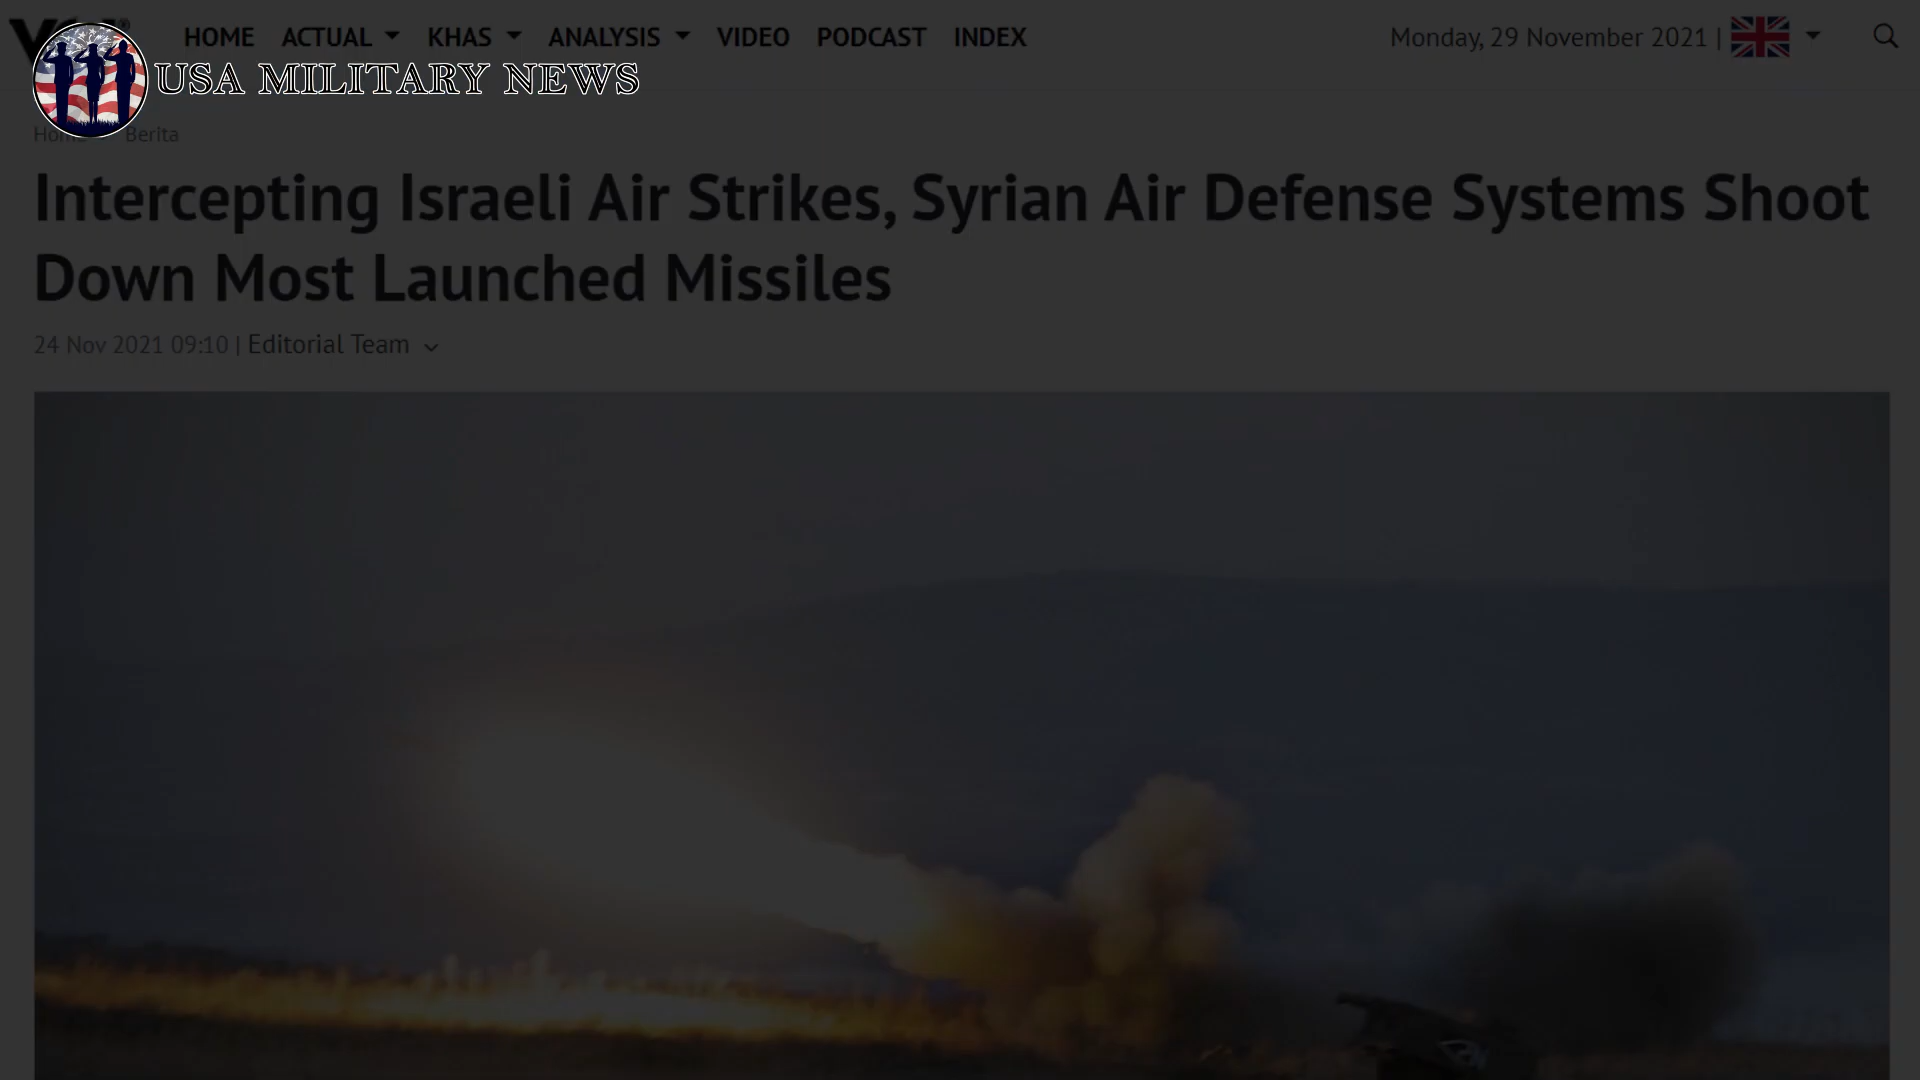 HOME ACTUAL KHAS ANALYSIS VIDEO PODCAST INDEX
Monday, 29 November 2021 |
USA MILITARY NEWS
Berita
Intercepting Israeli Air Strikes, Syrian Air Defense Systems Shoot
Down Most Launched Missiles
24 Nov 2021 09:10 | Editorial Team